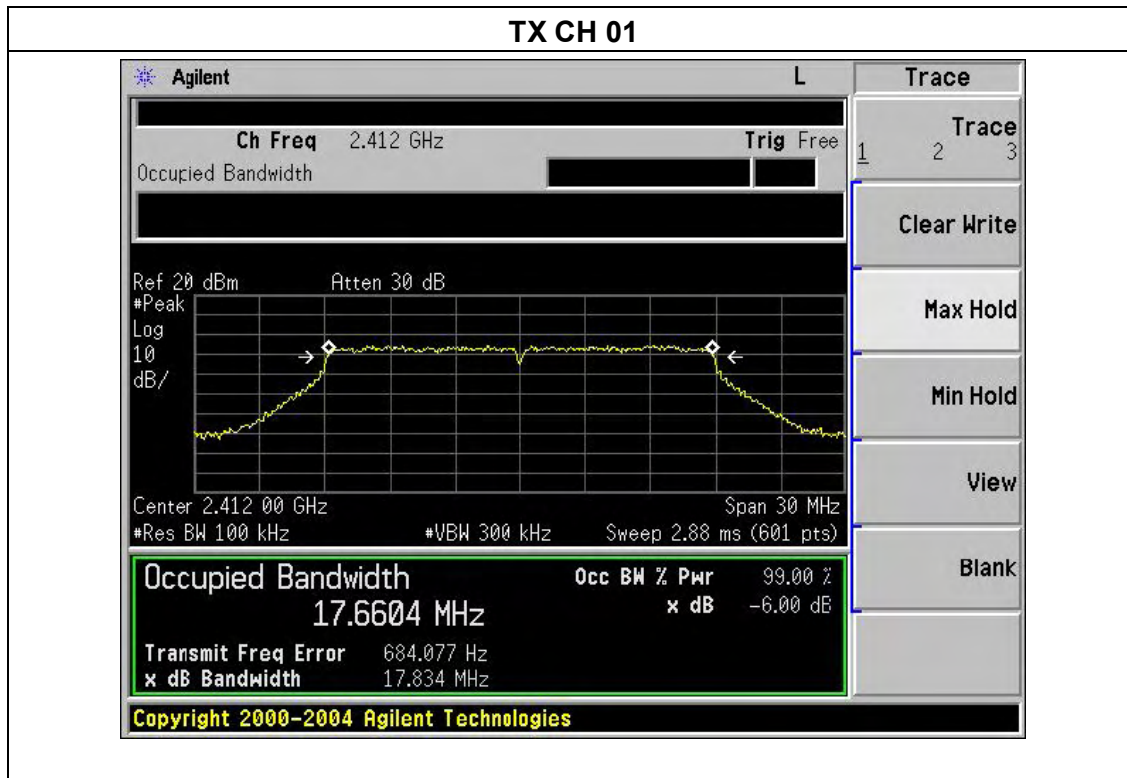 TX CH 01
Agilent L Trace
Ch Freq 2.412 GHz Trig Free
Occupied Bandwidth
Trace
1 2 3
Clear Write
Max Hold
Min Hold
View
Blank
Ref 20 dBm Atten 30 dB
#Peak
Log
10
dB/
Center 2.412 00 GHz Span 30 MHz
#Res BW 100 kHz #VBW 300 kHz Sweep 2.88 ms (601 pts)
Occupied Bandwidth Occ BW % Pwr 99.00 %
17.6604 MHz x dB -6.00 dB
Transmit Freq Error 684.077 Hz
x dB Bandwidth 17.834 MHz
Copyright 2000-2004 Agilent Technologies